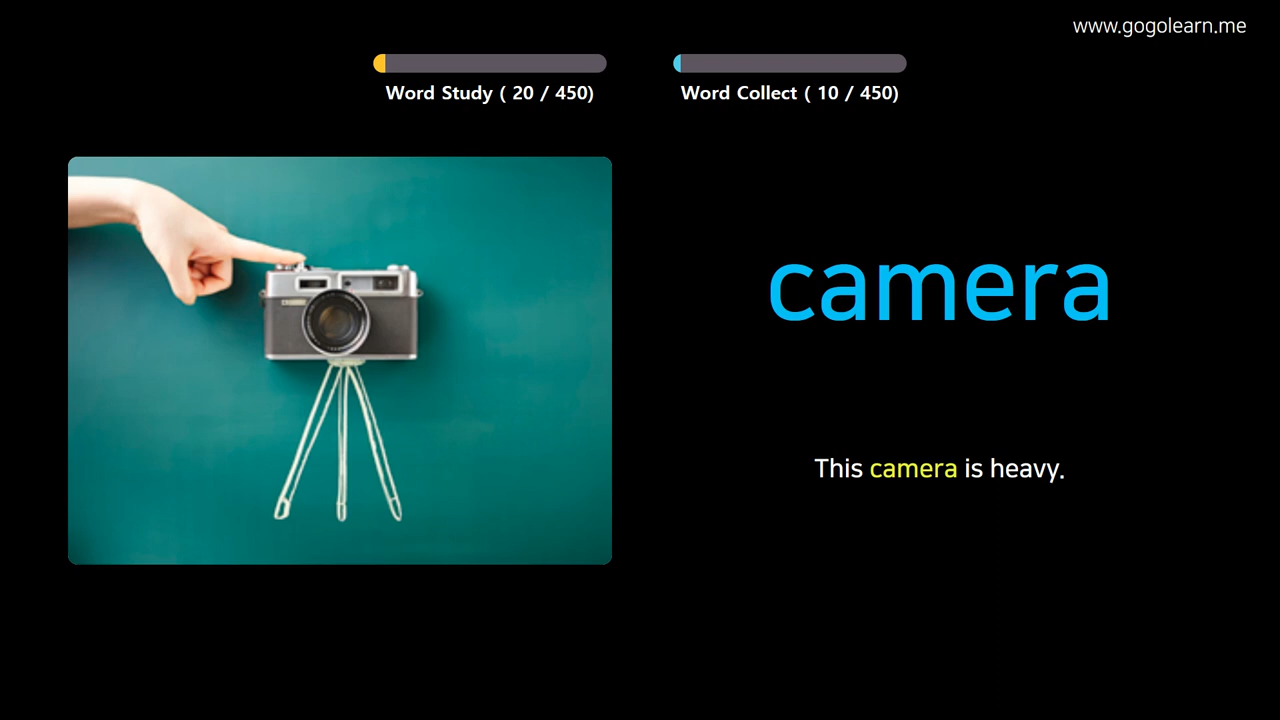 www.gogolearn.me
Word Study ( 20 / 450)
Word Collect ( 10 / 450)
camera
This camera is heavy.